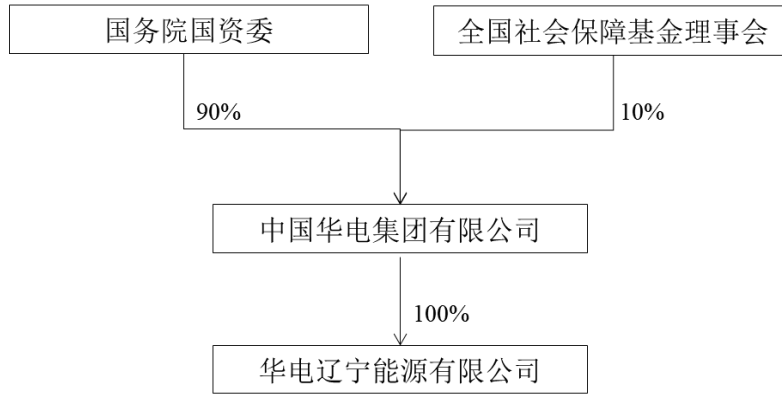 国务院国资委
全国社会保障基金理事会
90%
10%
中国华电集团有限公司
100%
华电辽宁能源有限公司